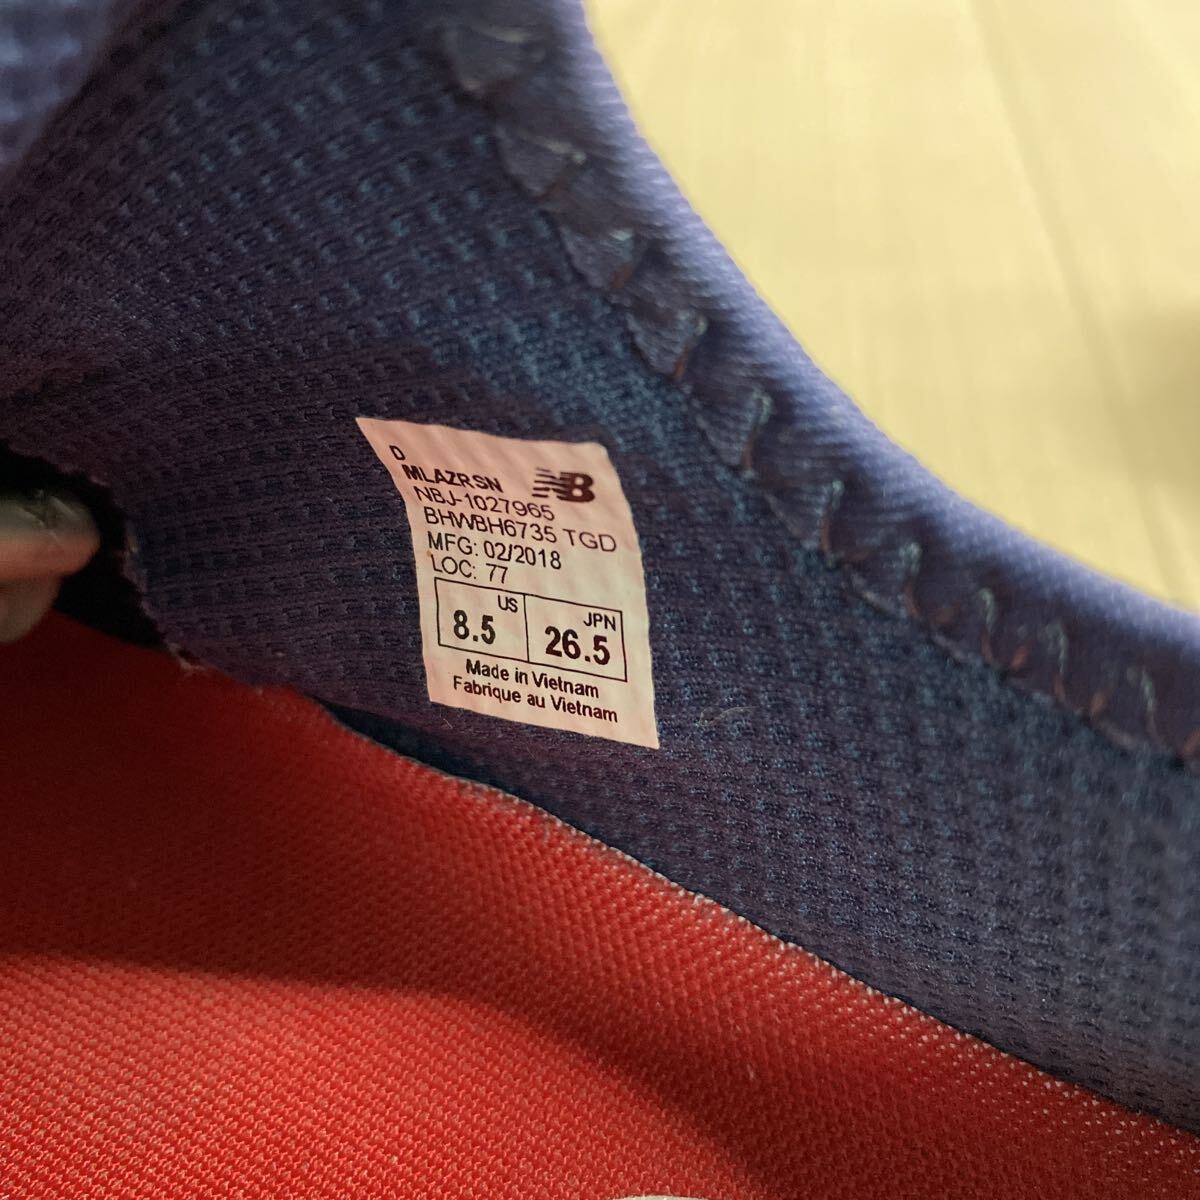 D
MLAZRSN NB
NBJ-1027965
BHWBH6735 TGD
MFG: 02/2018
LOC: 77
US JPN
8.5 26.5
Made in Vietnam
Fabrique au Vietnam